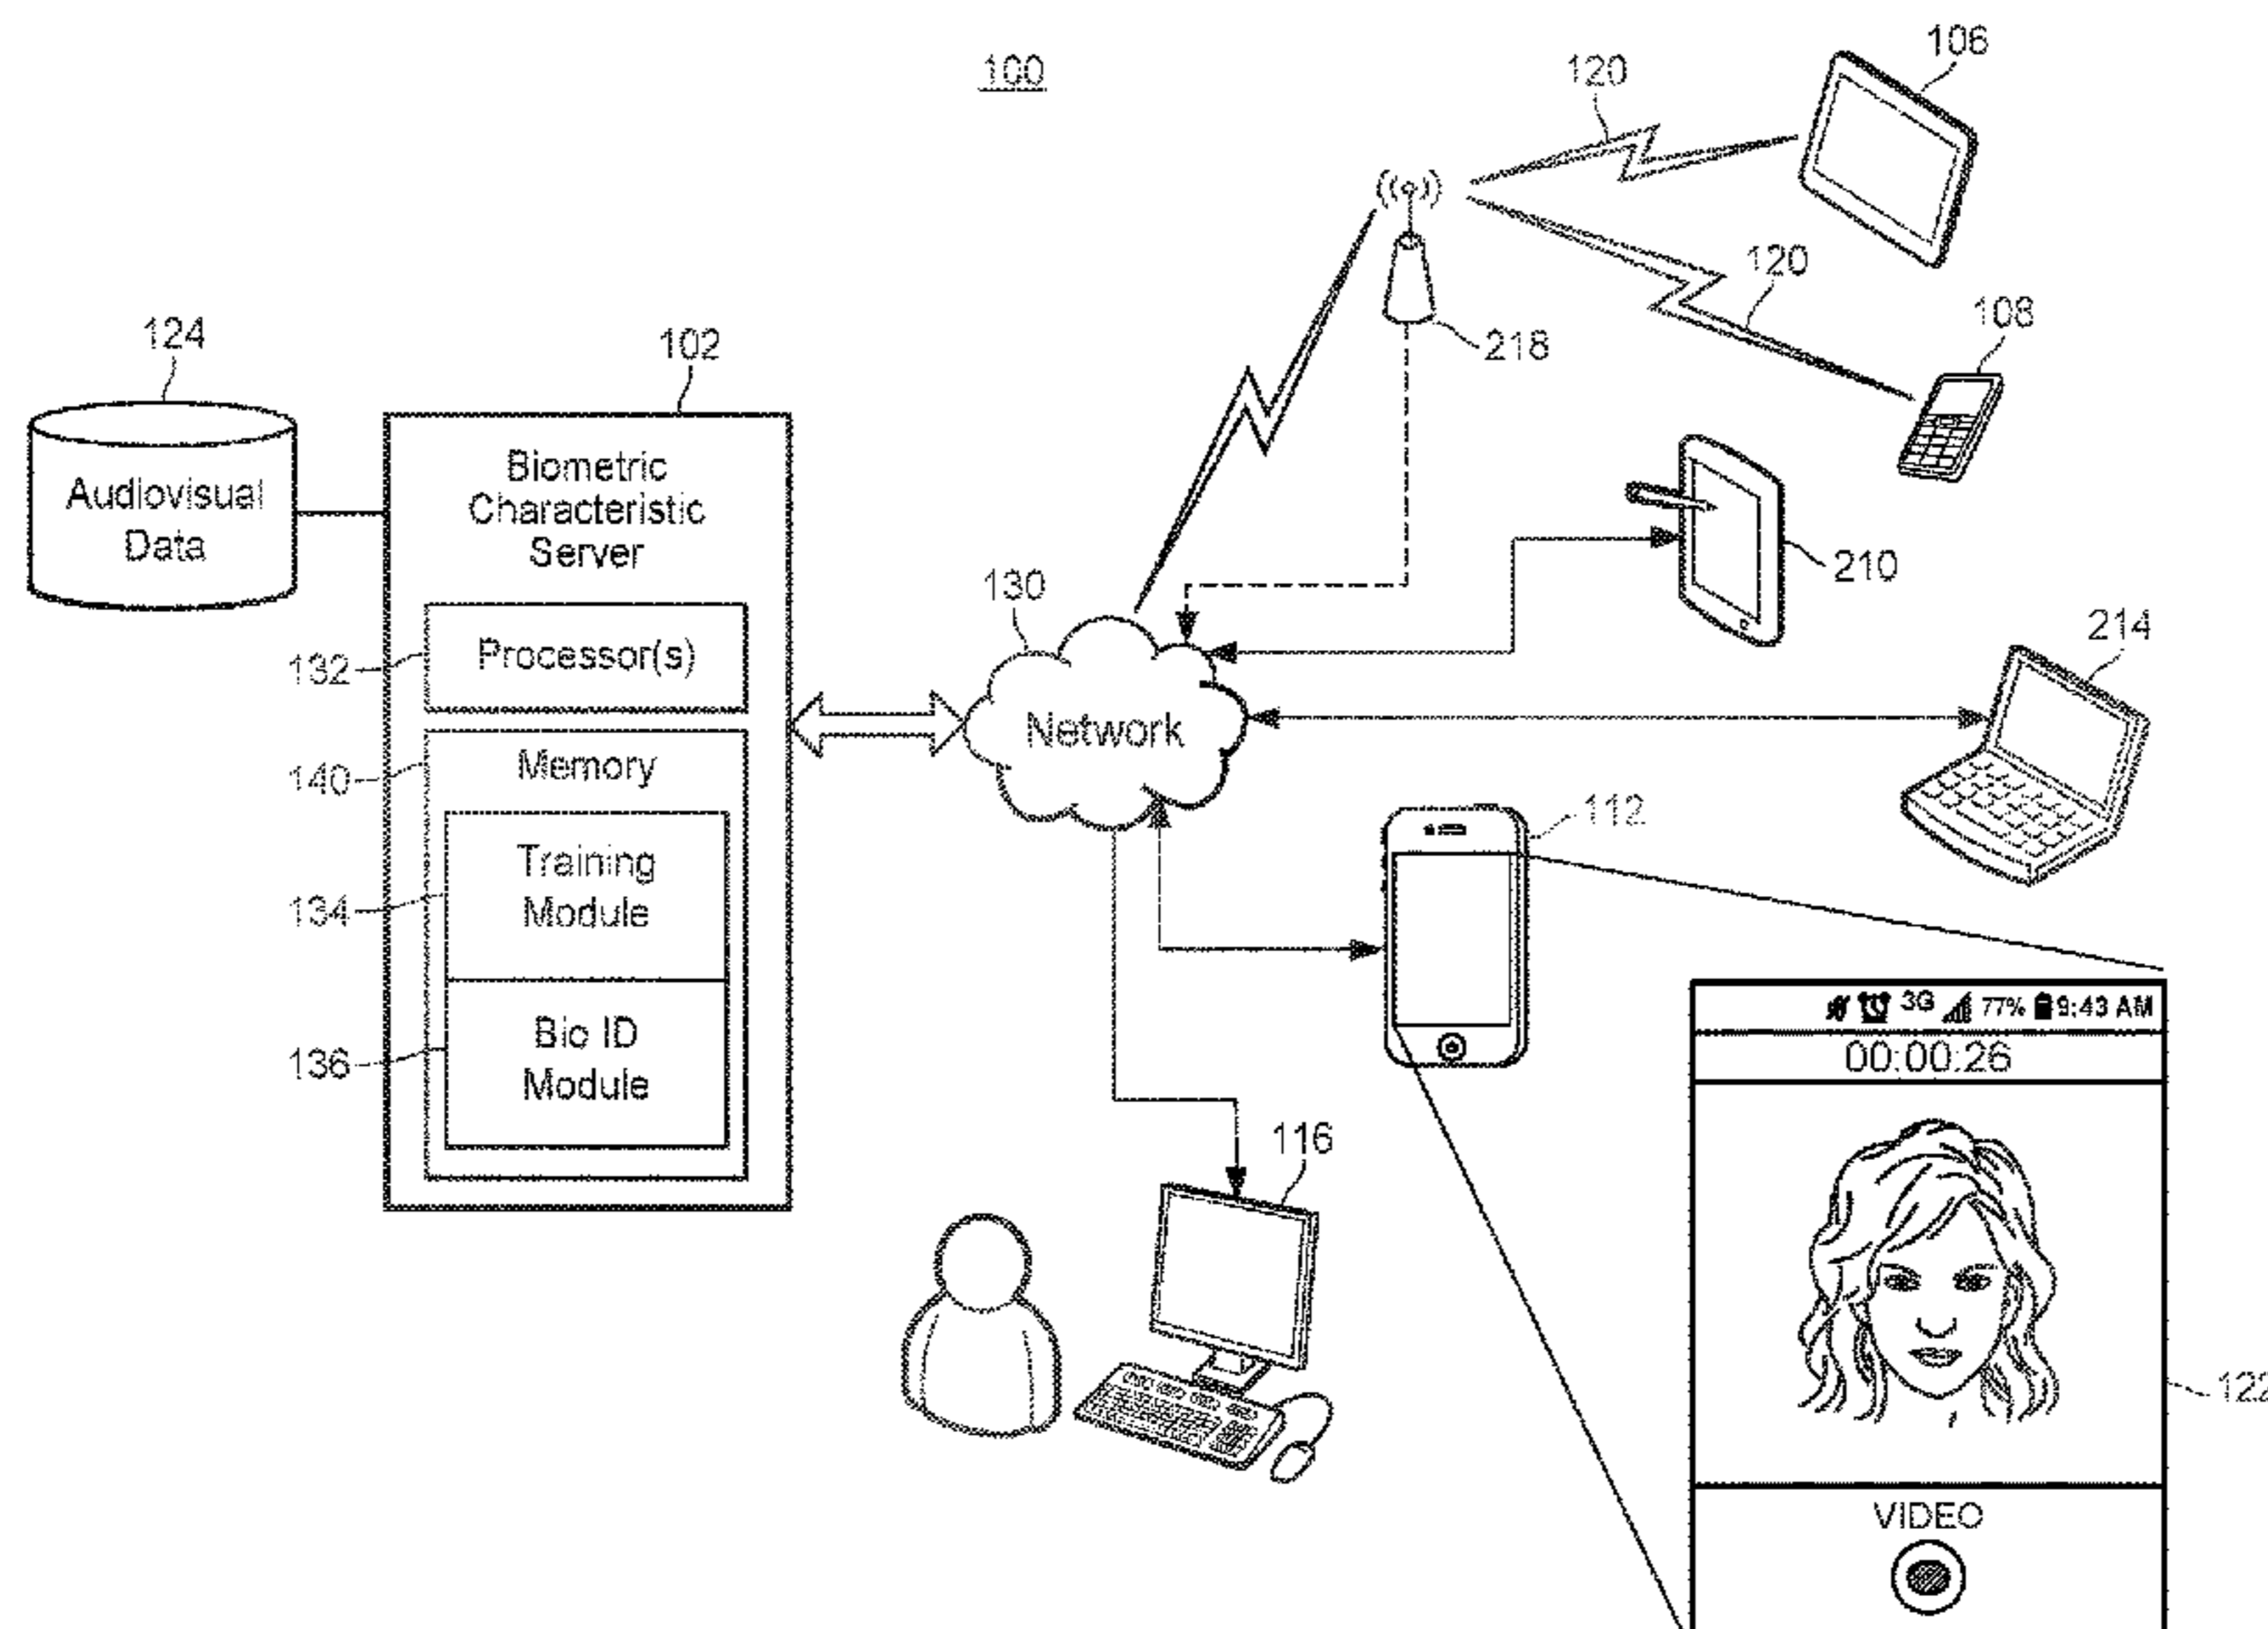 100
106
120
120
108
218
124
102
Audiovisual
Data
Biometric
Characteristic
Server
132
Processor(s)
140
Memory
134
Training
Module
136
Bio ID
Module
130
Network
210
214
112
116
3G 77% 9:43 AM
00:00:26
122
VIDEO